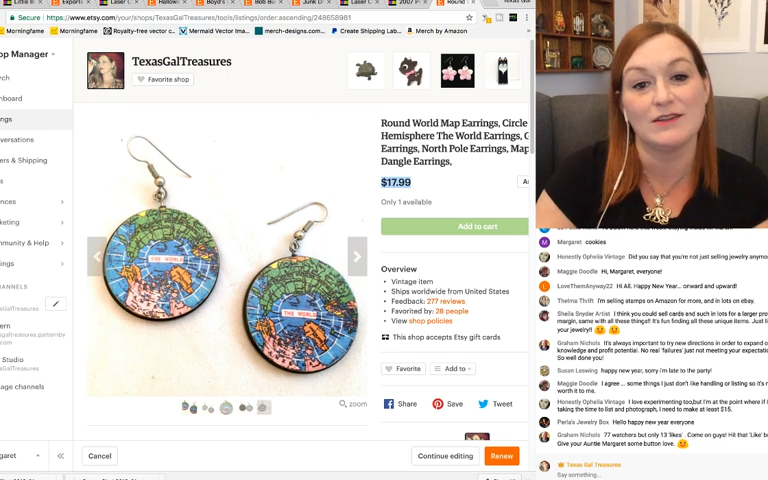 Secure
https://www.etsy.com/your/shops/TexasGalTreasures/tools/listings/order:ascending/248658981
Morningfame
Morningfame
Royalty-free vector c...
Mermaid Vector Ima...
merch-designs.com...
Create Shipping Lab...
Merch by Amazon
op Manager
TexasGalTreasures
Favorite shop
Round World Map Earrings, Circle
Hemisphere The World Earrings,
Earrings, North Pole Earrings, Map
Dangle Earrings,
$17.99
Only 1 available
Add to cart
THE WORLD
THE WORLD
Overview
Vintage item
Ships worldwide from United States
Feedback: 277 reviews
Favorited by: 28 people
View shop policies
This shop accepts Etsy gift cards
Favorite
Add to
zoom
Share
Save
Tweet
Cancel
Continue editing
Renew
Margaret cookies
Honestly Ophelia Vintage Did you say that you're not just selling jewelry anymo
Maggie Doodle Hi, Margaret, everyone!
LoveThemAnyway22 Hi All. Happy New Year... onward and upward!
Thelma Thrift I'm selling stamps on Amazon for more, and in lots on ebay.
Sheila Snyder Artist I think you could sell cards and such in lots for a larger pro
margin, same with all these things!! It's fun finding all these unique items. Just li
your jewelry!!
Graham Nichols It's always important to try new directions in order to expand o
knowledge and profit potential. No real 'failures' just not meeting your expectatio
So well done you!
Susan Leswing happy new year, sorry i'm late to the party!
Maggie Doodle I agree ... some things I just don't like handling or listing so it's n
worth it to me.
Honestly Ophelia Vintage I love experimenting too,but I'm at the point where if I
taking the time to list and photograph, I need to make at least $15.
Perla's Jewelry Box Hello happy new year everyone
Graham Nichols 77 watchers but only 13 'likes' . Come on guys! Hit that 'Like' b
Give your Auntie Margaret some button love.
Texas Gal Treasures
Say something...